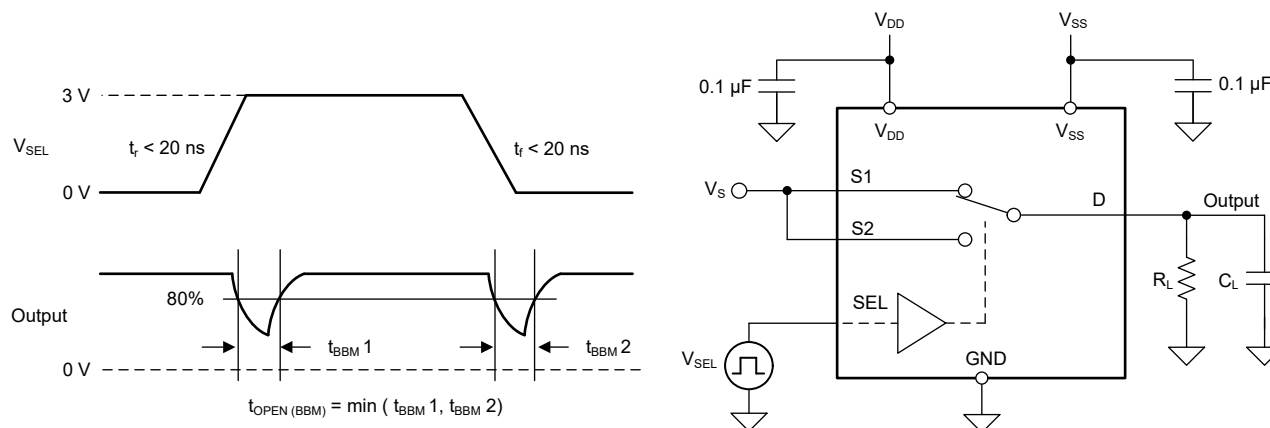 3 V
V_SEL
t_r < 20 ns
t_f < 20 ns
0 V
80%
Output
t_BBM 1
t_BBM 2
0 V
t_OPEN (BBM) = min ( t_BBM 1, t_BBM 2)
V_DD
V_SS
0.1 µF
0.1 µF
V_DD
V_SS
V_S
S1
D
Output
S2
R_L
C_L
SEL
V_SEL
GND